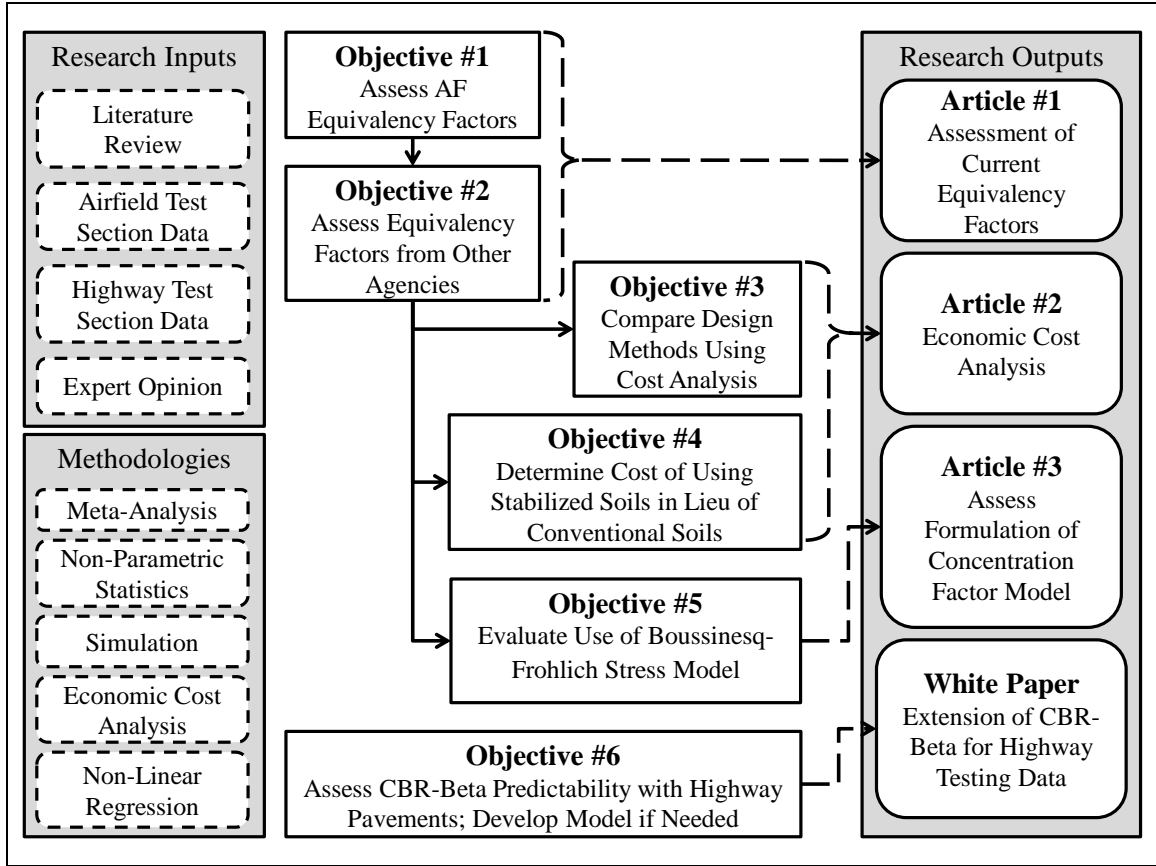 Research Inputs
Literature
Review
Airfield Test
Section Data
Highway Test
Section Data
Expert Opinion
Methodologies
Meta-Analysis
Non-Parametric
Statistics
Simulation
Economic Cost
Analysis
Non-Linear
Regression
Objective #1
Assess AF
Equivalency Factors
Objective #2
Assess Equivalency
Factors from Other
Agencies
Objective #3
Compare Design
Methods Using
Cost Analysis
Objective #4
Determine Cost of Using
Stabilized Soils in Lieu of
Conventional Soils
Objective #5
Evaluate Use of Boussinesq-
Frohlich Stress Model
Objective #6
Assess CBR-Beta Predictability with Highway
Pavements; Develop Model if Needed
Research Outputs
Article #1
Assessment of
Current
Equivalency
Factors
Article #2
Economic Cost
Analysis
Article #3
Assess
Formulation of
Concentration
Factor Model
White Paper
Extension of CBR-
Beta for Highway
Testing Data